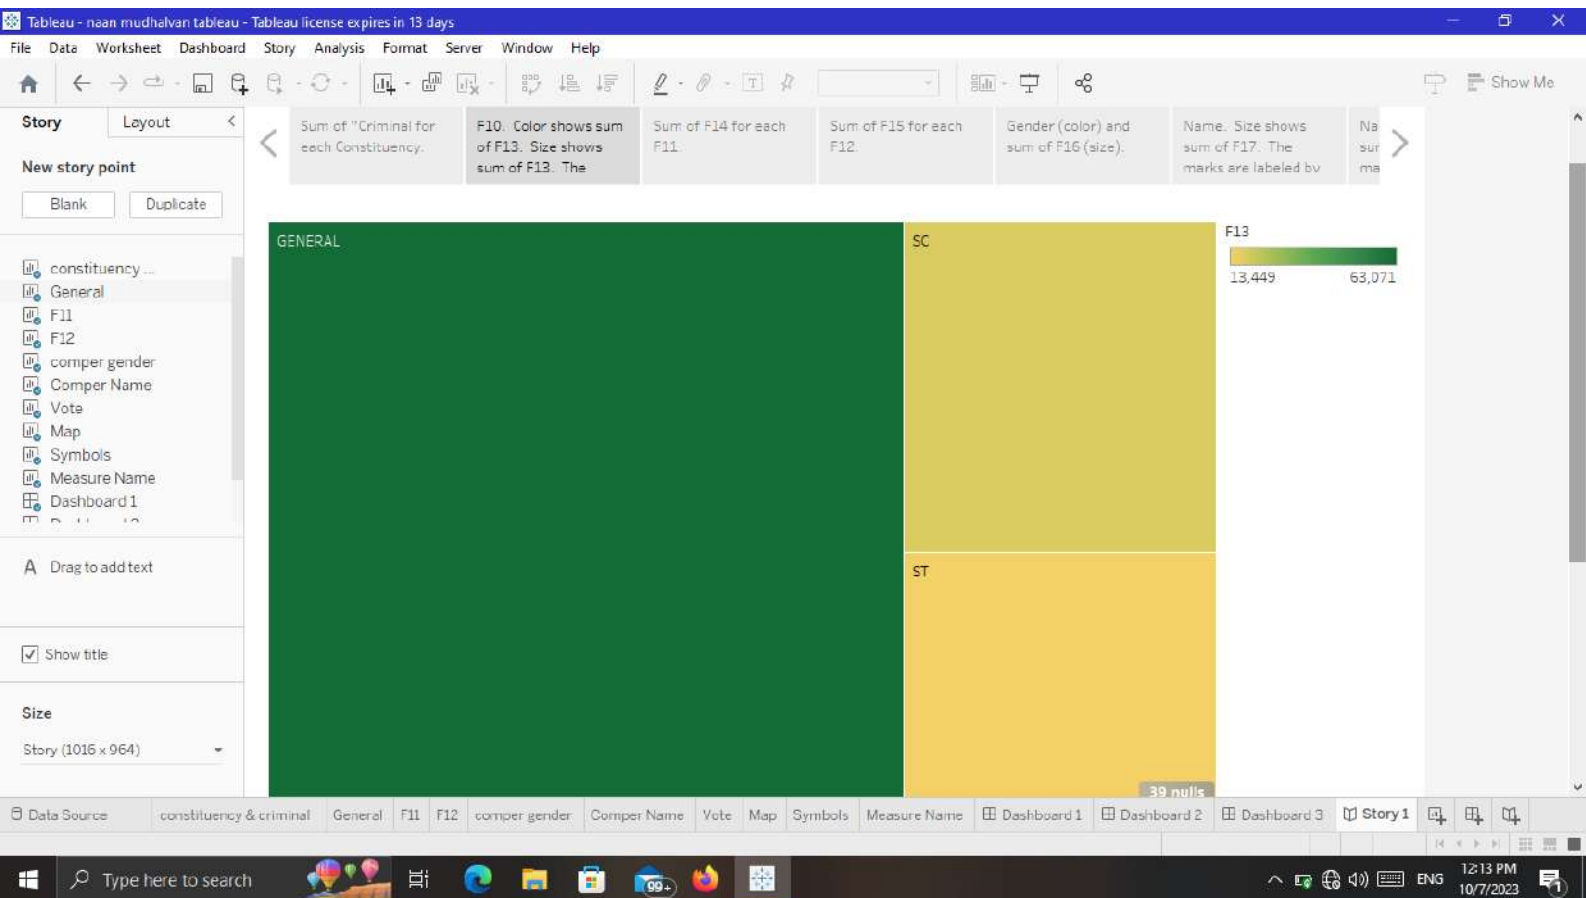 Tableau - naan mudhalvan tableau - Tableau license expires in 13 days
File Data Worksheet Dashboard Story Analysis Format Server Window Help
Show Me
Story Layout
New story point
Blank Duplicate
constituency ...
General
F11
F12
comper gender
Comper Name
Vote
Map
Symbols
Measure Name
Dashboard 1
A Drag to add text
Show title
Size
Story (1016 x 964)
Sum of "Criminal for
each Constituency.
F10. Color shows sum
of F13. Size shows
sum of F13. The
Sum of F14 for each
F11.
Sum of F15 for each
F12.
Gender (color) and
sum of F16 (size).
Name. Size shows
sum of F17. The
marks are labeled by
Na
sur
ma
GENERAL
SC
ST
39 nulls
F13
13,449 63,071
Data Source constituency & criminal General F11 F12 comper gender Comper Name Vote Map Symbols Measure Name Dashboard 1 Dashboard 2 Dashboard 3 Story 1
Type here to search
99+
ENG
12:13 PM
10/7/2023
1